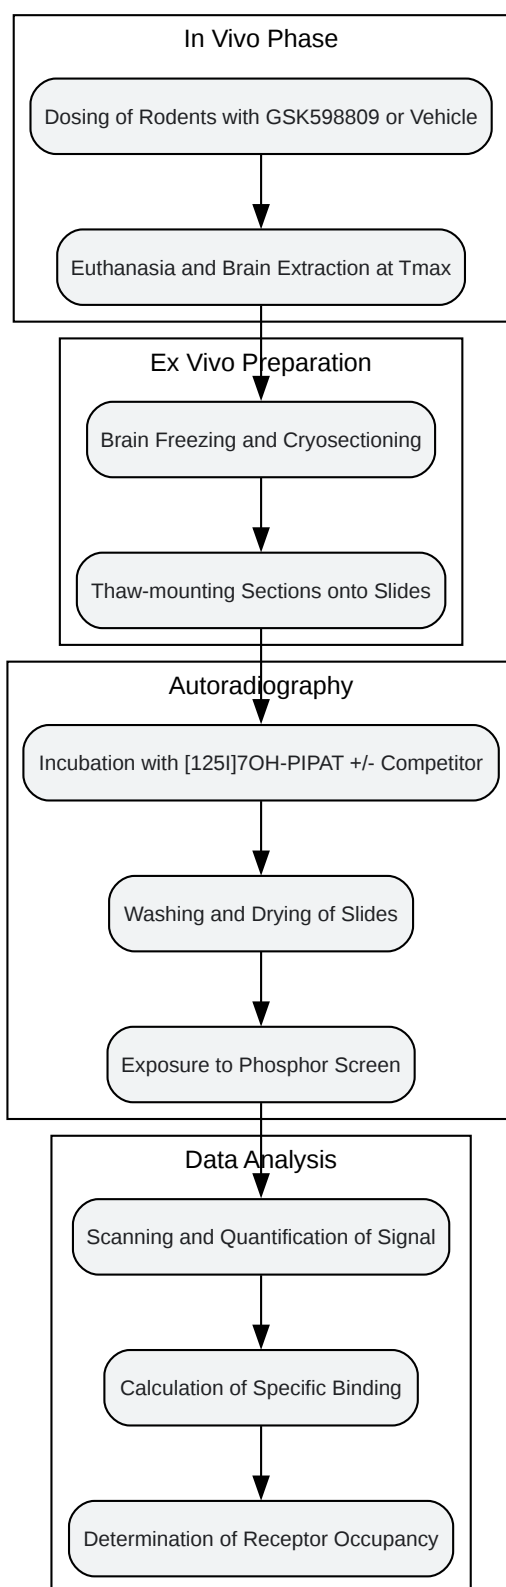 In Vivo Phase
Dosing of Rodents with GSK598809 or Vehicle
Euthanasia and Brain Extraction at Tmax
Ex Vivo Preparation
Brain Freezing and Cryosectioning
Thaw-mounting Sections onto Slides
Autoradiography
Incubation with [125I]7OH-PIPAT +/- Competitor
Washing and Drying of Slides
Exposure to Phosphor Screen
Data Analysis
Scanning and Quantification of Signal
Calculation of Specific Binding
Determination of Receptor Occupancy